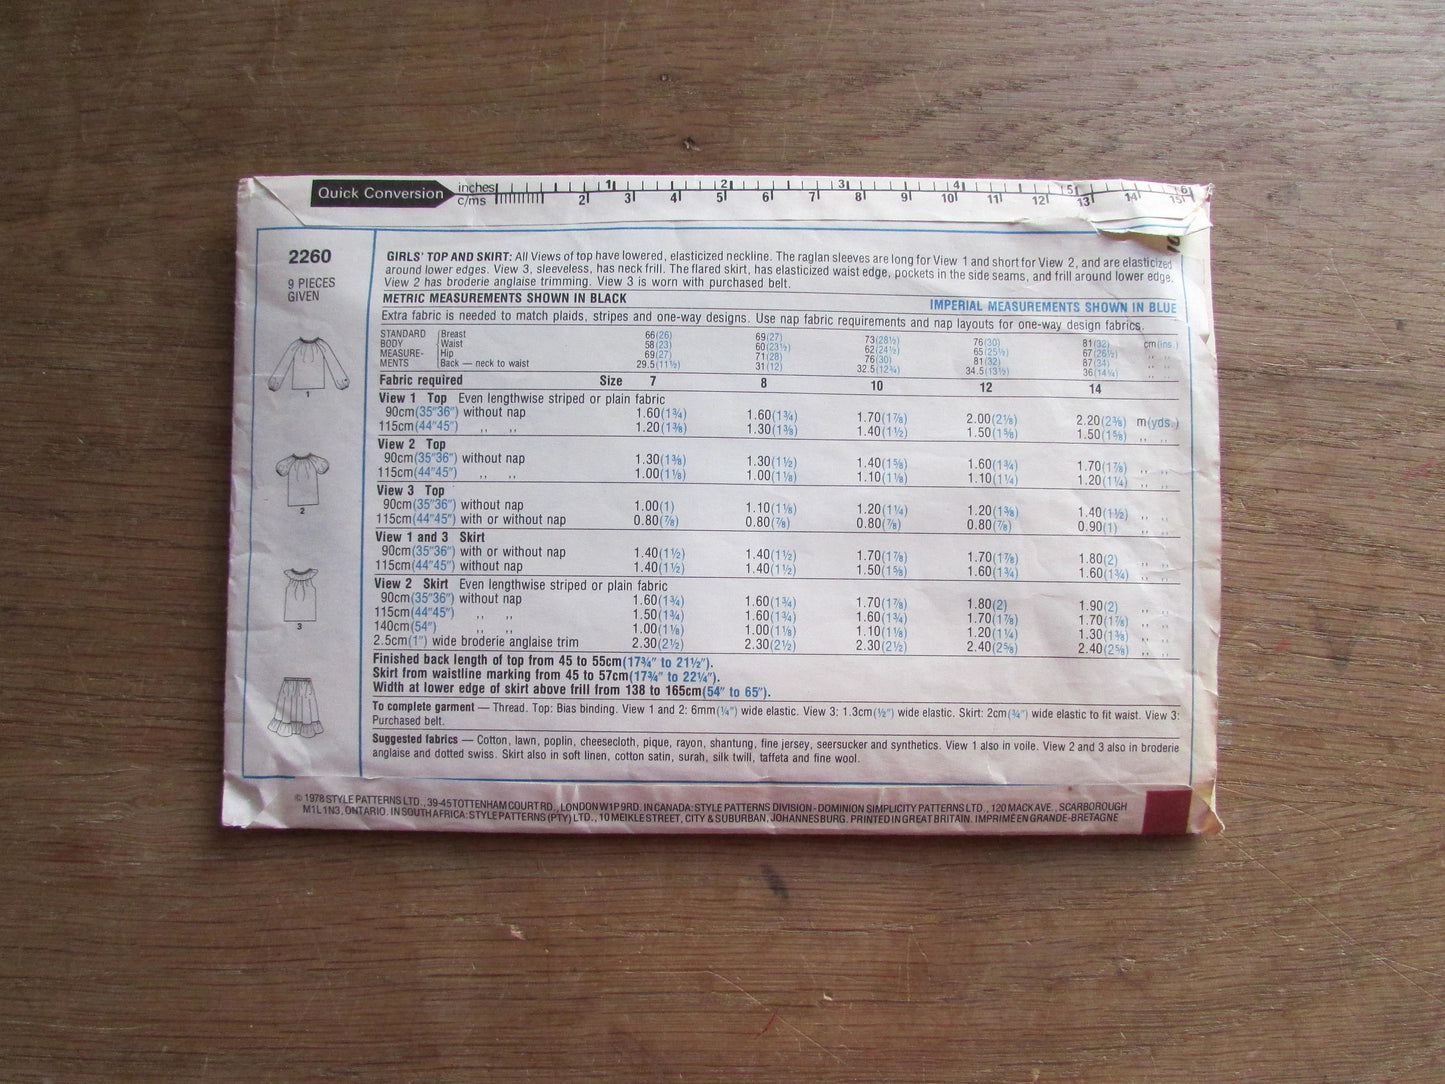 Quick Conversion inches 1 2 3 4 5 6
c/ms 2 3 4 5 6 7 8 9 10 11 12 13 14 15
10
2260
9 PIECES
GIVEN
1
2
3
GIRLS' TOP AND SKIRT: All Views of top have lowered, elasticized neckline. The raglan sleeves are long for View 1 and short for View 2, and are elasticized
around lower edges. View 3, sleeveless, has neck frill. The flared skirt, has elasticized waist edge, pockets in the side seams, and frill around lower edge.
View 2 has broderie anglaise trimming. View 3 is worn with purchased belt.
METRIC MEASUREMENTS SHOWN IN BLACK IMPERIAL MEASUREMENTS SHOWN IN BLUE
Extra fabric is needed to match plaids, stripes and one-way designs. Use nap fabric requirements and nap layouts for one-way design fabrics.
STANDARD Breast 66(26) 69(27) 73(28½) 76(30) 81(32) cm(ins.)
BODY Waist 58(23) 60(23½) 62(24½) 65(25½) 67(26½) ,, ,,
MEASURE- Hip 69(27) 71(28) 76(30) 81(32) 87(34) ,, ,,
MENTS Back — neck to waist 29.5(11½) 31(12) 32.5(12¾) 34.5(13½) 36(14¼) ,, ,,
Fabric required Size 7 8 10 12 14
View 1 Top Even lengthwise striped or plain fabric
90cm(35"36") without nap 1.60(1¾) 1.60(1¾) 1.70(1⅞) 2.00(2⅛) 2.20(2⅜) m(yds.)
115cm(44"45") ,, ,, 1.20(1⅜) 1.30(1⅜) 1.40(1½) 1.50(1⅝) 1.50(1⅝) ,, ,,
View 2 Top
90cm(35"36") without nap 1.30(1⅜) 1.30(1½) 1.40(1⅝) 1.60(1¾) 1.70(1⅞) ,, ,,
115cm(44"45") ,, ,, 1.00(1⅛) 1.00(1⅛) 1.10(1⅛) 1.10(1¼) 1.20(1¼) ,, ,,
View 3 Top
90cm(35"36") without nap 1.00(1) 1.10(1⅛) 1.20(1¼) 1.20(1⅜) 1.40(1½) ,, ,,
115cm(44"45") with or without nap 0.80(⅞) 0.80(⅞) 0.80(⅞) 0.80(⅞) 0.90(1) ,, ,,
View 1 and 3 Skirt
90cm(35"36") with or without nap 1.40(1½) 1.40(1½) 1.70(1⅞) 1.70(1⅞) 1.80(2) ,, ,,
115cm(44"45") without nap 1.40(1½) 1.40(1½) 1.50(1⅝) 1.60(1¾) 1.60(1¾) ,, ,,
View 2 Skirt Even lengthwise striped or plain fabric
90cm(35"36") without nap 1.60(1¾) 1.60(1¾) 1.70(1⅞) 1.80(2) 1.90(2) ,, ,,
115cm(44"45") ,, ,, 1.50(1¾) 1.60(1¾) 1.60(1¾) 1.70(1⅞) 1.70(1⅞) ,, ,,
140cm(54") ,, ,, 1.00(1⅛) 1.00(1⅛) 1.10(1⅛) 1.20(1¼) 1.30(1⅜) ,, ,,
2.5cm(1") wide broderie anglaise trim 2.30(2½) 2.30(2½) 2.30(2½) 2.40(2⅝) 2.40(2⅝) ,, ,,
Finished back length of top from 45 to 55cm(17¾" to 21½").
Skirt from waistline marking from 45 to 57cm(17¾" to 22¼").
Width at lower edge of skirt above frill from 138 to 165cm(54" to 65").
To complete garment — Thread. Top: Bias binding. View 1 and 2: 6mm(¼") wide elastic. View 3: 1.3cm(½") wide elastic. Skirt: 2cm(¾") wide elastic to fit waist. View 3:
Purchased belt.
Suggested fabrics — Cotton, lawn, poplin, cheesecloth, pique, rayon, shantung, fine jersey, seersucker and synthetics. View 1 also in voile. View 2 and 3 also in broderie
anglaise and dotted swiss. Skirt also in soft linen, cotton satin, surah, silk twill, taffeta and fine wool.
© 1978 STYLE PATTERNS LTD., 39-45 TOTTENHAM COURT RD., LONDON W1P 9RD. IN CANADA: STYLE PATTERNS DIVISION - DOMINION SIMPLICITY PATTERNS LTD., 120 MACK AVE., SCARBOROUGH
M1L 1N3, ONTARIO. IN SOUTH AFRICA: STYLE PATTERNS (PTY) LTD., 10 MEIKLE STREET, CITY & SUBURBAN, JOHANNESBURG. PRINTED IN GREAT BRITAIN. IMPRIMÉ EN GRANDE-BRETAGNE